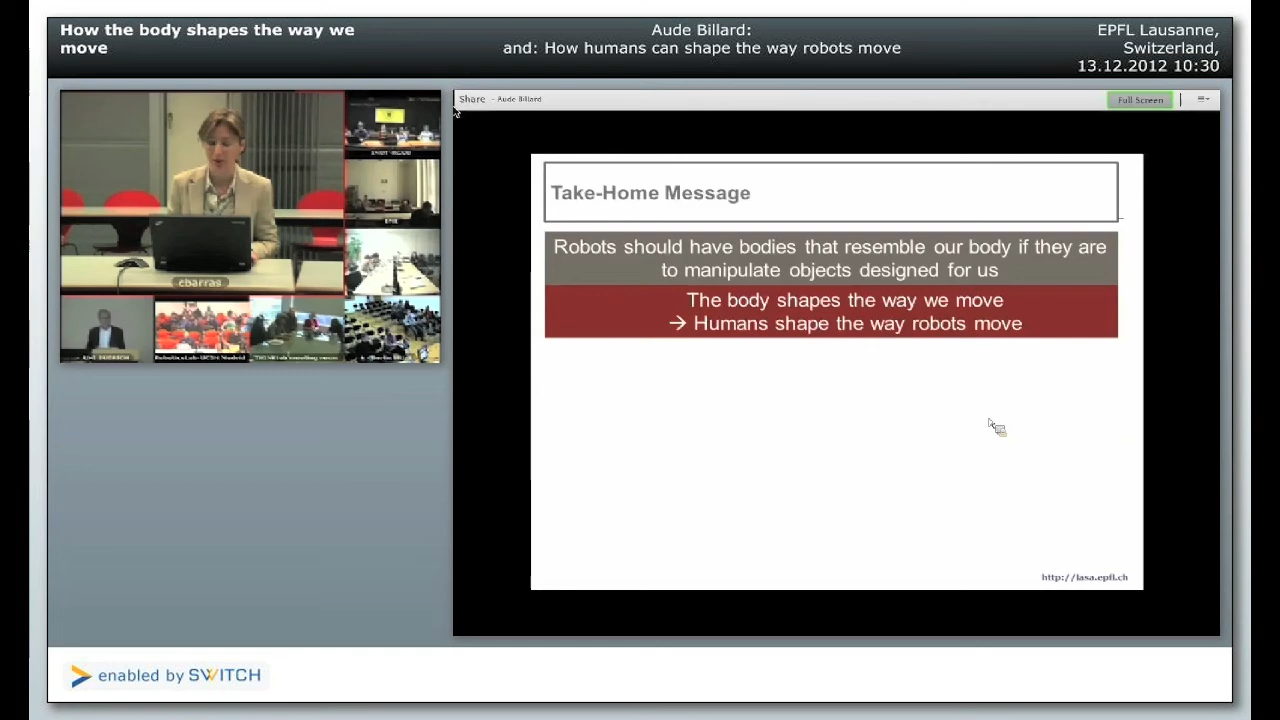 How the body shapes the way we
move
Aude Billard:
and: How humans can shape the way robots move
EPFL Lausanne,
Switzerland,
13.12.2012 10:30
cbarras
Share - Aude Billard
Full Screen
Take-Home Message
Robots should have bodies that resemble our body if they are
to manipulate objects designed for us
The body shapes the way we move
→ Humans shape the way robots move
http://lasa.epfl.ch
enabled by SWITCH